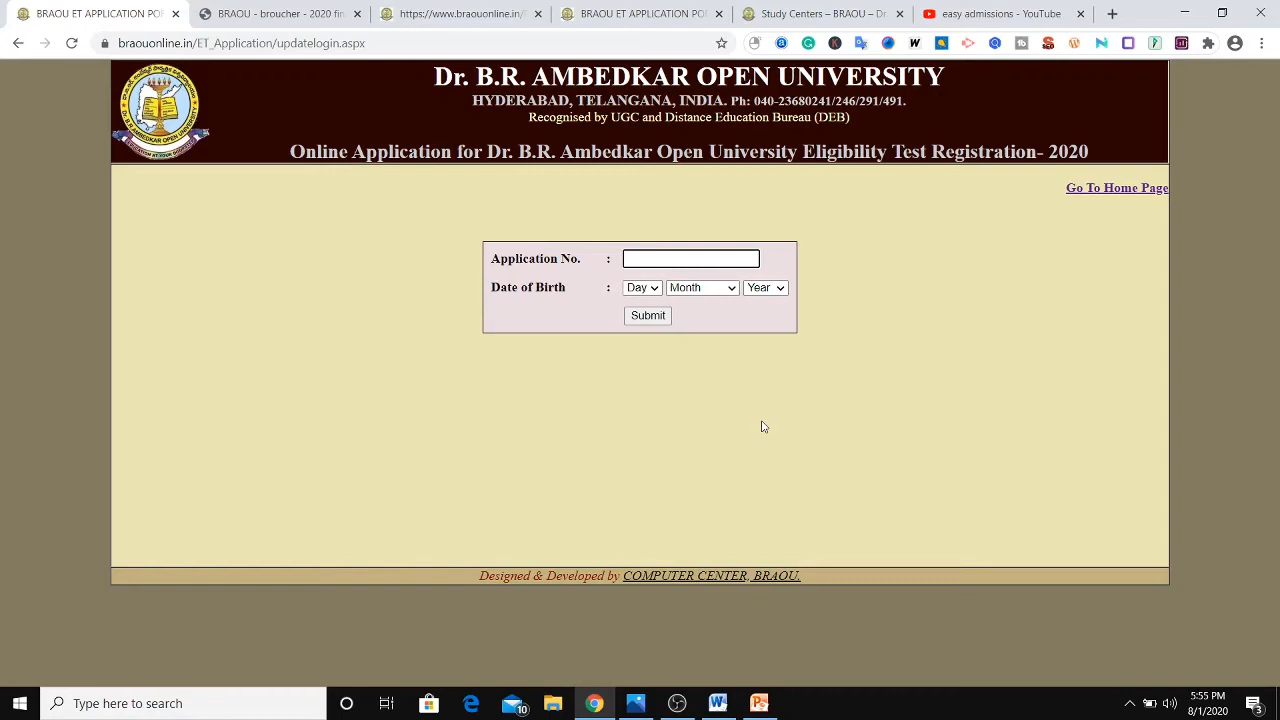 BRAOU ET APPLICATION PO
BRAOU - broucher - 2020 fin
https://www.braouonline.in/
BRAOU ET APPLICATION PO
Study Centers – BRAOU – Dr
easy admissions - YouTube
braouonline.in/ET_Application/updatelogin.aspx
Dr. B.R. AMBEDKAR OPEN UNIVERSITY
HYDERABAD, TELANGANA, INDIA. Ph: 040-23680241/246/291/491.
Recognised by UGC and Distance Education Bureau (DEB)
Online Application for Dr. B.R. Ambedkar Open University Eligibility Test Registration- 2020
Go To Home Page
Application No. :
Date of Birth : Day Month Year
Submit
Designed & Developed by COMPUTER CENTER, BRAOU.
Type here to search
10
5:55 PM
8/1/2020
3